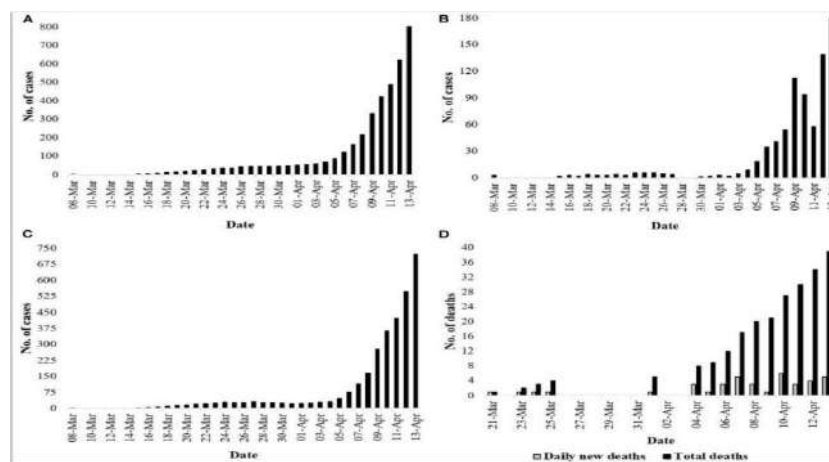 A
No. of cases
800
700
600
500
400
300
200
100
0
08-Mar
10-Mar
12-Mar
14-Mar
16-Mar
18-Mar
20-Mar
22-Mar
24-Mar
26-Mar
28-Mar
30-Mar
01-Apr
03-Apr
05-Apr
07-Apr
09-Apr
11-Apr
13-Apr
Date
B
No. of cases
180
150
120
90
60
30
0
08-Mar
10-Mar
12-Mar
14-Mar
16-Mar
18-Mar
20-Mar
22-Mar
24-Mar
26-Mar
28-Mar
30-Mar
01-Apr
03-Apr
05-Apr
07-Apr
09-Apr
11-Apr
Date
C
No. of cases
750
675
600
525
450
375
300
225
150
75
0
08-Mar
10-Mar
12-Mar
14-Mar
16-Mar
18-Mar
20-Mar
22-Mar
24-Mar
26-Mar
28-Mar
30-Mar
01-Apr
03-Apr
05-Apr
07-Apr
09-Apr
11-Apr
13-Apr
Date
D
No. of deaths
40
36
32
28
24
20
16
12
8
4
0
21-Mar
23-Mar
25-Mar
27-Mar
29-Mar
31-Mar
02-Apr
04-Apr
06-Apr
08-Apr
10-Apr
12-Apr
Date
Daily new deaths
Total deaths